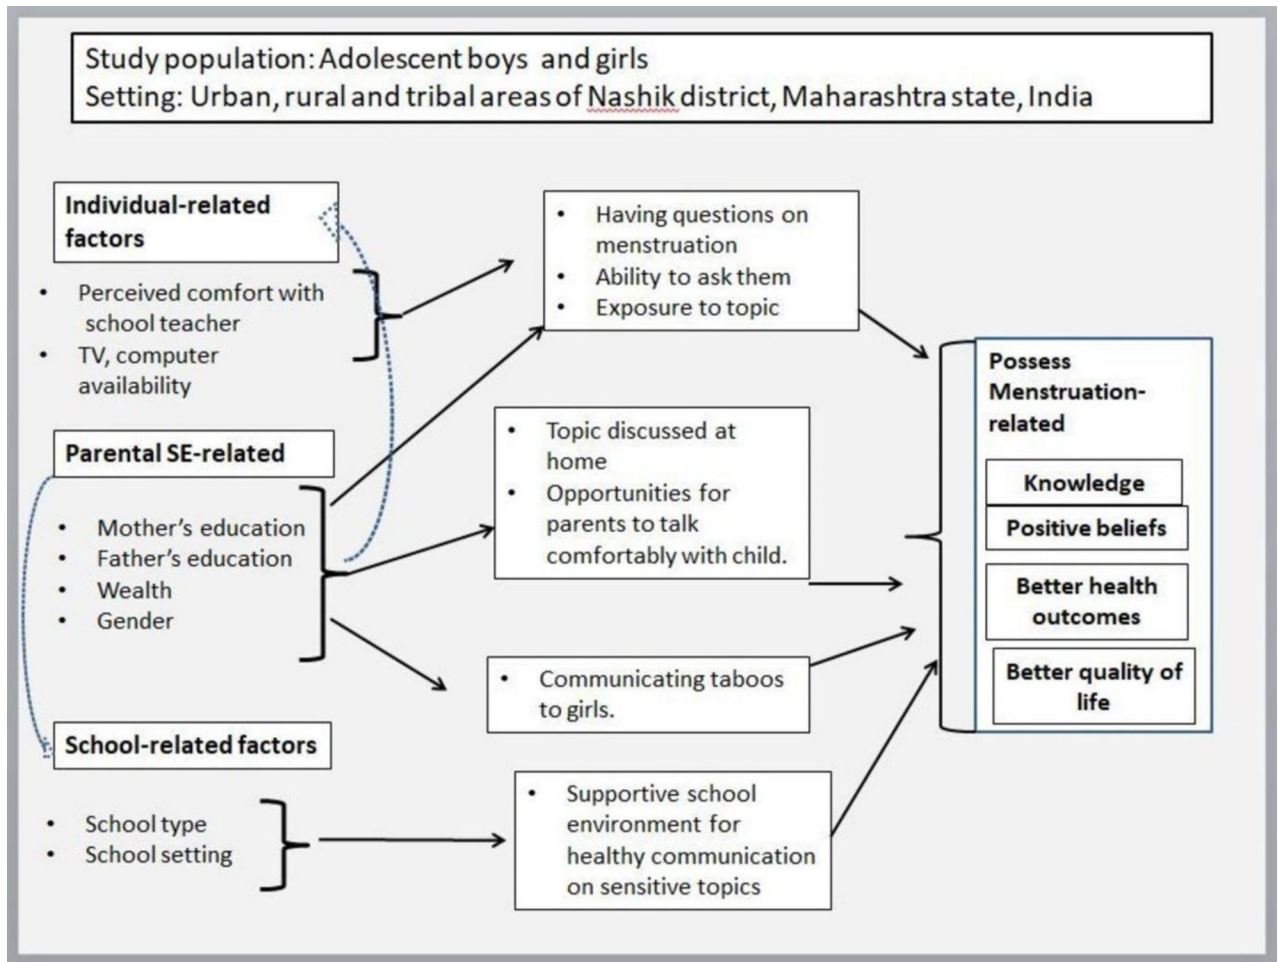 Study population: Adolescent boys and girls
Setting: Urban, rural and tribal areas of Nashik district, Maharashtra state, India
Individual-related
factors
• Perceived comfort with
school teacher
• TV, computer
availability
Parental SE-related
• Mother's education
• Father's education
• Wealth
• Gender
School-related factors
• School type
• School setting
• Having questions on
menstruation
• Ability to ask them
• Exposure to topic
• Topic discussed at
home
• Opportunities for
parents to talk
comfortably with child.
• Communicating taboos
to girls.
• Supportive school
environment for
healthy communication
on sensitive topics
Possess
Menstruation-
related
Knowledge
Positive beliefs
Better health
outcomes
Better quality of
life